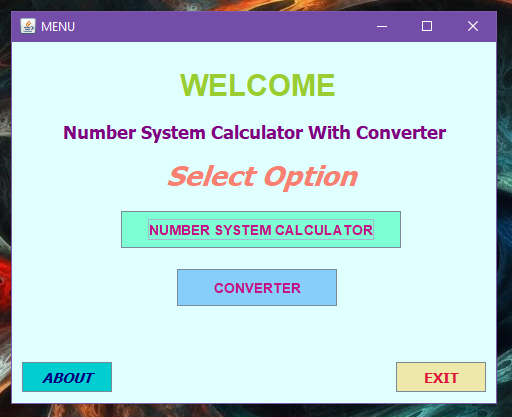 MENU
WELCOME
Number System Calculator With Converter
Select Option
NUMBER SYSTEM CALCULATOR
CONVERTER
ABOUT
EXIT